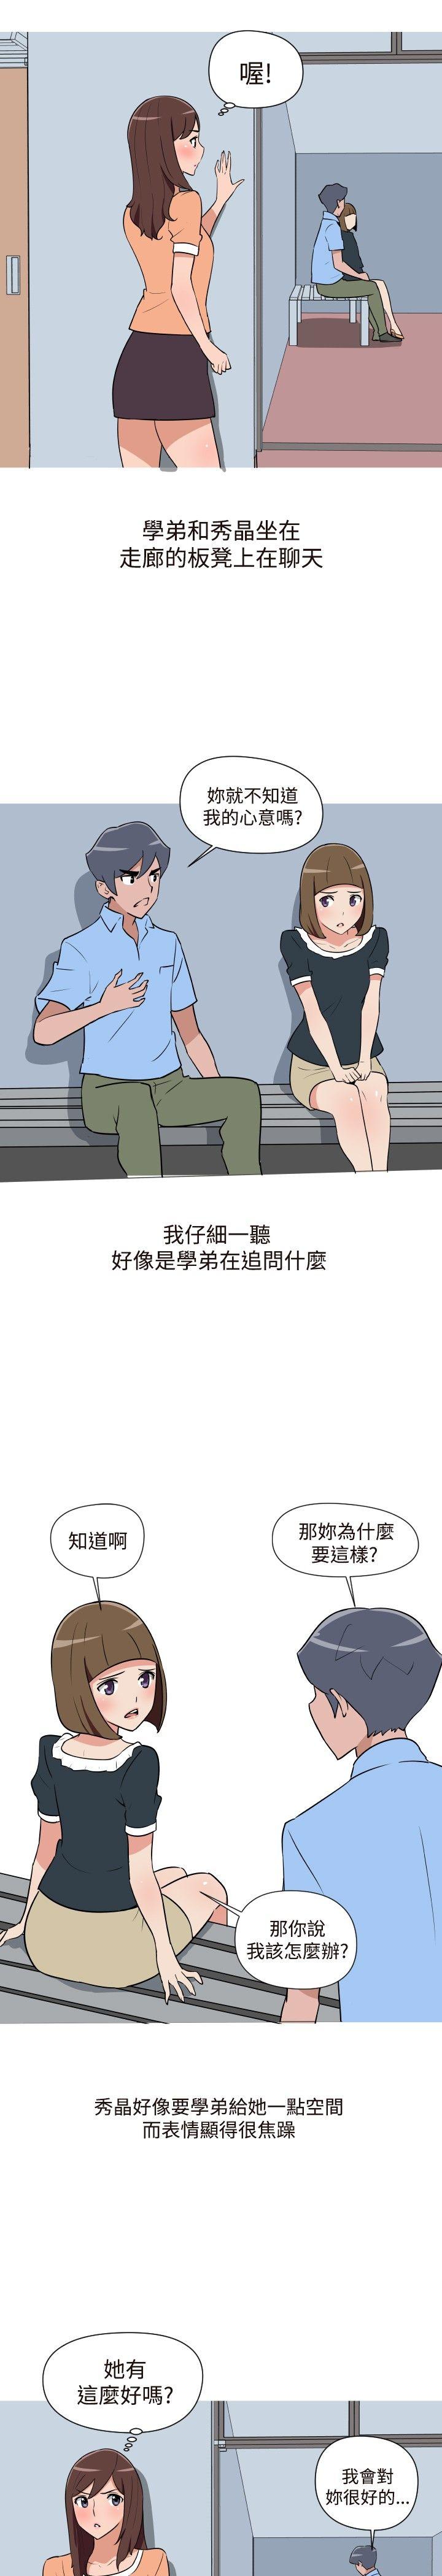 喔!
學弟和秀晶坐在
走廊的板凳上在聊天
妳就不知道
我的心意嗎?
我仔細一聽
好像是學弟在追問什麼
知道啊
那妳為什麼
要這樣?
那你說
我該怎麼辦?
秀晶好像要學弟給她一點空間
而表情顯得很焦躁
她有
這麼好嗎?
我會對
妳很好的...